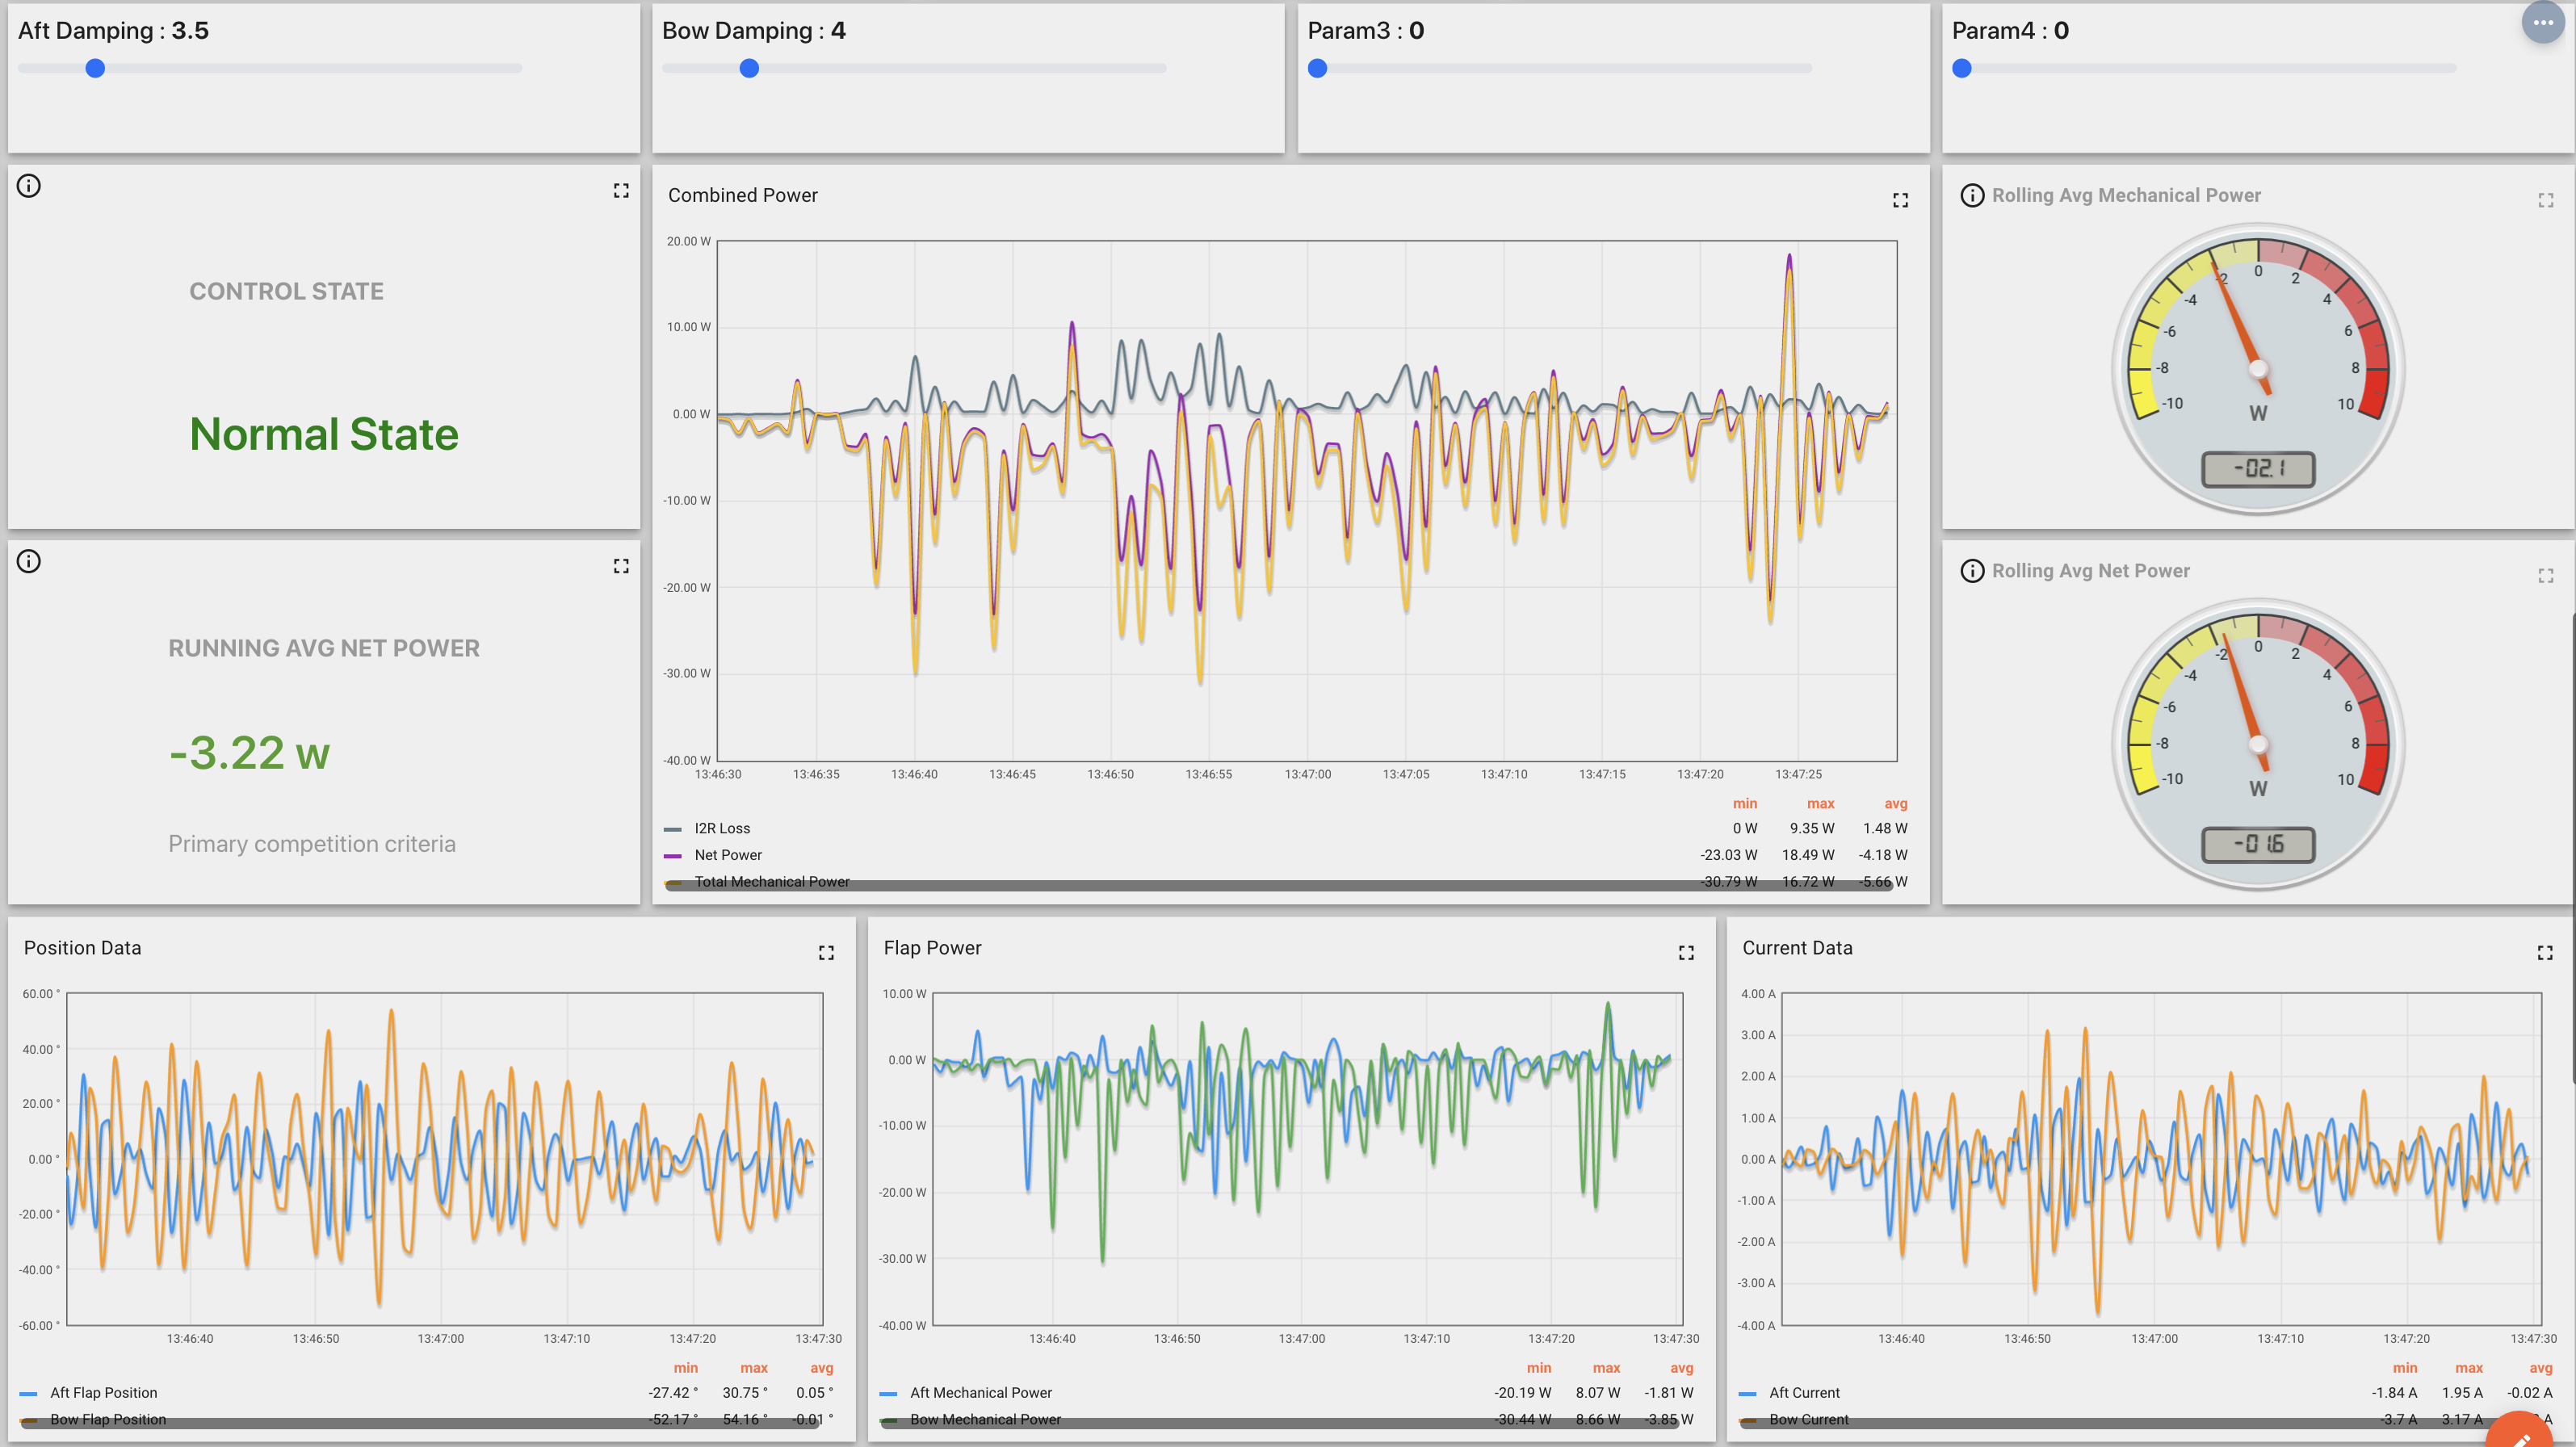 Aft Damping : 3.5
Bow Damping : 4
Param3 : 0
Param4 : 0
CONTROL STATE
Normal State
RUNNING AVG NET POWER
-3.22 w
Primary competition criteria
Combined Power
20.00 W
10.00 W
0.00 W
-10.00 W
-20.00 W
-30.00 W
-40.00 W
13:46:30 13:46:35 13:46:40 13:46:45 13:46:50 13:46:55 13:47:00 13:47:05 13:47:10 13:47:15 13:47:20 13:47:25
min max avg
I2R Loss 0 W 9.35 W 1.48 W
Net Power -23.03 W 18.49 W -4.18 W
Total Mechanical Power -30.79 W 16.72 W -5.66 W
Rolling Avg Mechanical Power
-10 -8 -6 -4 -2 0 2 4 6 8 10
W
-02.1
Rolling Avg Net Power
-10 -8 -6 -4 -2 0 2 4 6 8 10
W
-01.6
Position Data
60.00 °
40.00 °
20.00 °
0.00 °
-20.00 °
-40.00 °
-60.00 °
13:46:40 13:46:50 13:47:00 13:47:10 13:47:20 13:47:30
min max avg
Aft Flap Position -27.42 ° 30.75 ° 0.05 °
Bow Flap Position -52.17 ° 54.16 ° -0.01 °
Flap Power
10.00 W
0.00 W
-10.00 W
-20.00 W
-30.00 W
-40.00 W
13:46:40 13:46:50 13:47:00 13:47:10 13:47:20 13:47:30
min max avg
Aft Mechanical Power -20.19 W 8.07 W -1.81 W
Bow Mechanical Power -30.44 W 8.66 W -3.85 W
Current Data
4.00 A
3.00 A
2.00 A
1.00 A
0.00 A
-1.00 A
-2.00 A
-3.00 A
-4.00 A
13:46:40 13:46:50 13:47:00 13:47:10 13:47:20 13:47:30
min max avg
Aft Current -1.84 A 1.95 A -0.02 A
Bow Current -3.7 A 3.17 A A